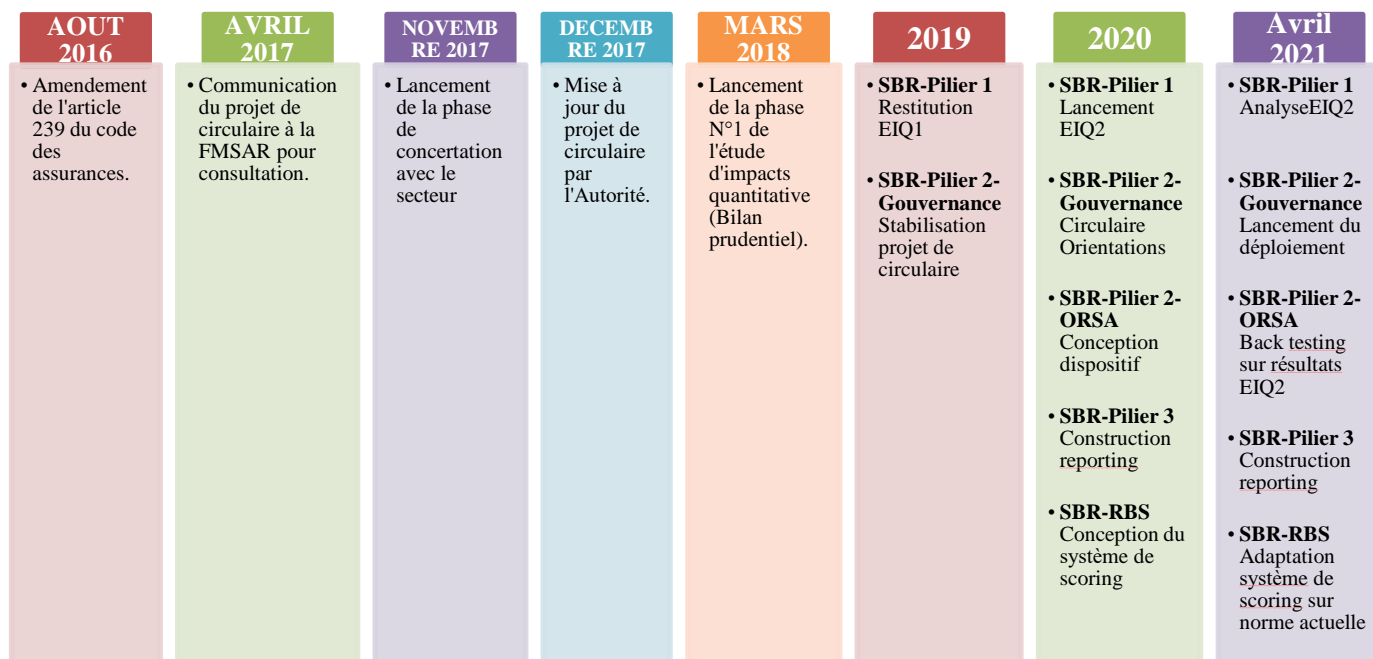 AOUT
2016
• Amendement
de l'article
239 du code
des
assurances.
AVRIL
2017
• Communication
du projet de
circulaire à la
FMSAR pour
consultation.
NOVEMB
RE 2017
• Lancement
de la phase
de
concertation
avec le
secteur
DECEMB
RE 2017
• Mise à
jour du
projet de
circulaire
par
l'Autorité.
MARS
2018
• Lancement
de la phase
N°1 de
l'étude
d'impacts
quantitative
(Bilan
prudentiel).
2019
• SBR-Pilier 1
Restitution
EIQ1
• SBR-Pilier 2-
Gouvernance
Stabilisation
projet de
circulaire
2020
• SBR-Pilier 1
Lancement
EIQ2
• SBR-Pilier 2-
Gouvernance
Circulaire
Orientations
• SBR-Pilier 2-
ORSA
Conception
dispositif
• SBR-Pilier 3
Construction
reporting
• SBR-RBS
Conception du
système de
scoring
Avril
2021
• SBR-Pilier 1
AnalyseEIQ2
• SBR-Pilier 2-
Gouvernance
Lancement du
déploiement
• SBR-Pilier 2-
ORSA
Back testing
sur résultats
EIQ2
• SBR-Pilier 3
Construction
reporting
• SBR-RBS
Adaptation
système de
scoring sur
norme actuelle